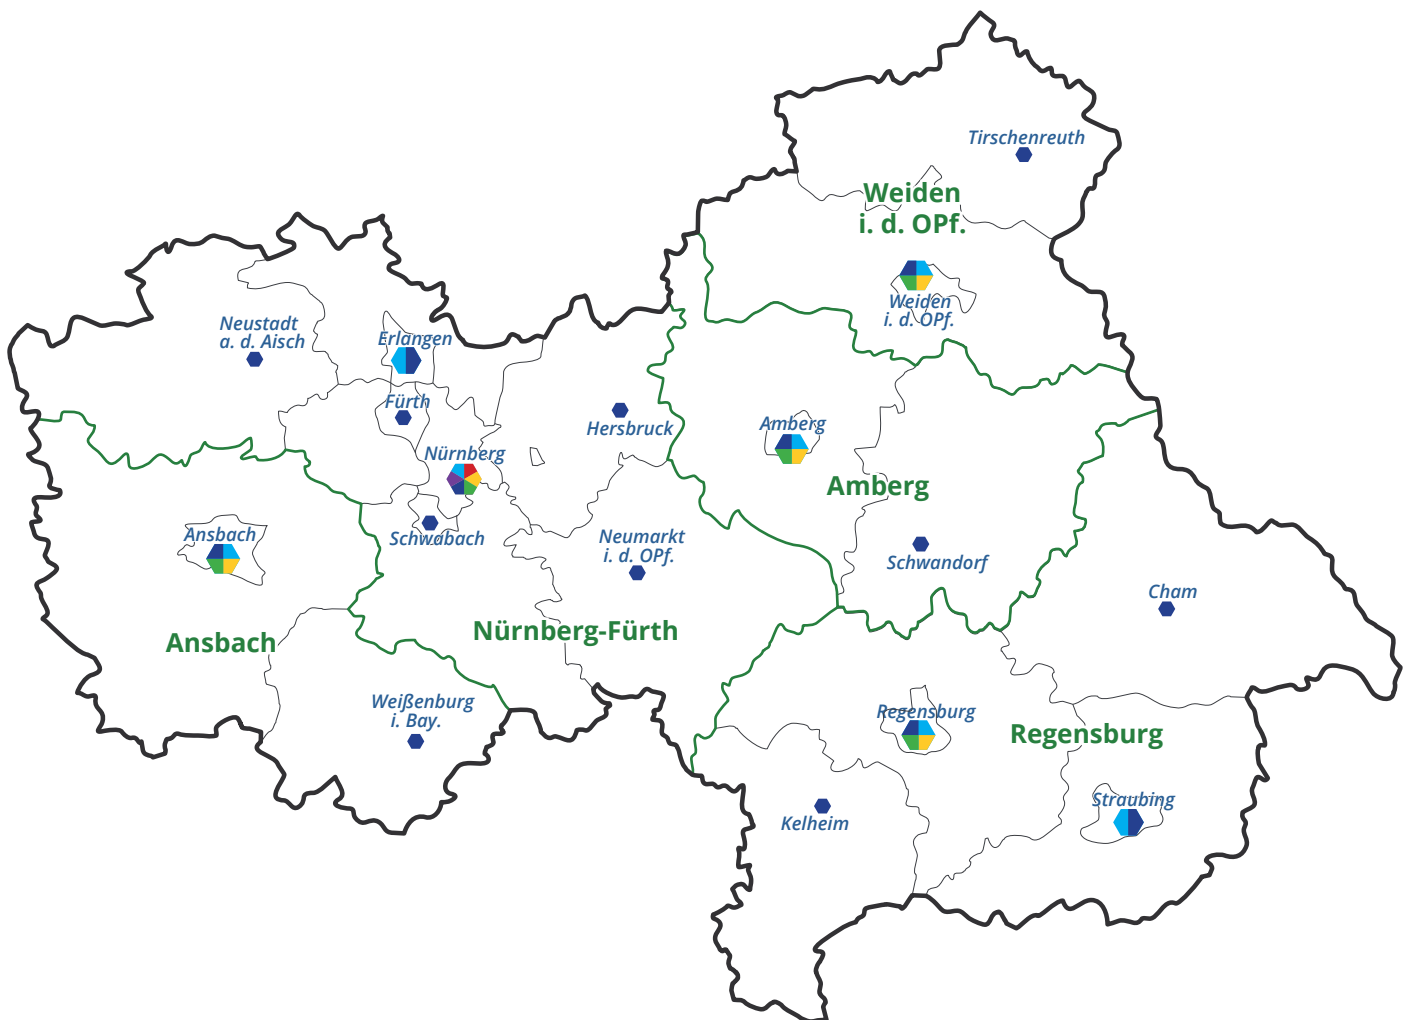 Tirschenreuth
Weiden
i. d. OPf.
Weiden
i. d. OPf.
Neustadt
a. d. Aisch
Erlangen
Fürth
Hersbruck
Amberg
Nürnberg
Amberg
Ansbach
Schwabach
Neumarkt
i. d. OPf.
Schwandorf
Cham
Ansbach
Nürnberg-Fürth
Weißenburg
i. Bay.
Regensburg
Regensburg
Straubing
Kelheim